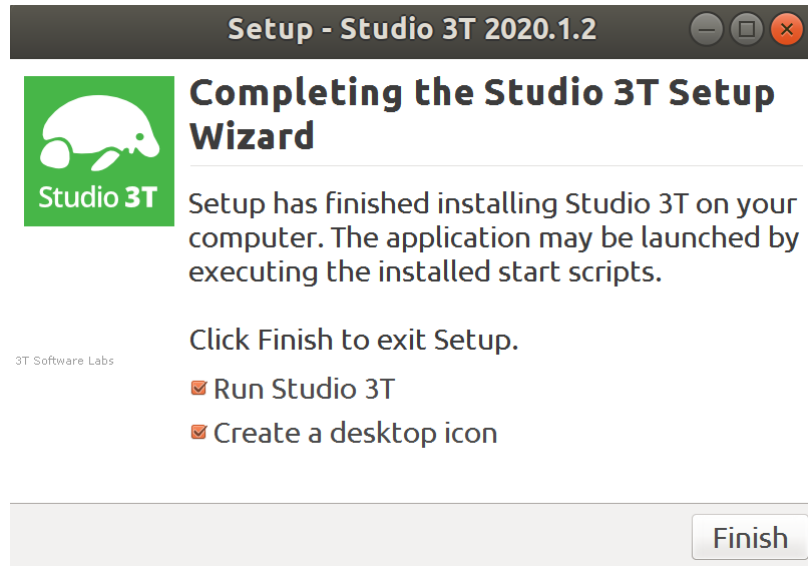 Setup - Studio 3T 2020.1.2
Completing the Studio 3T Setup
Wizard
Studio 3T
Setup has finished installing Studio 3T on your
computer. The application may be launched by
executing the installed start scripts.
Click Finish to exit Setup.
3T Software Labs
Run Studio 3T
Create a desktop icon
Finish